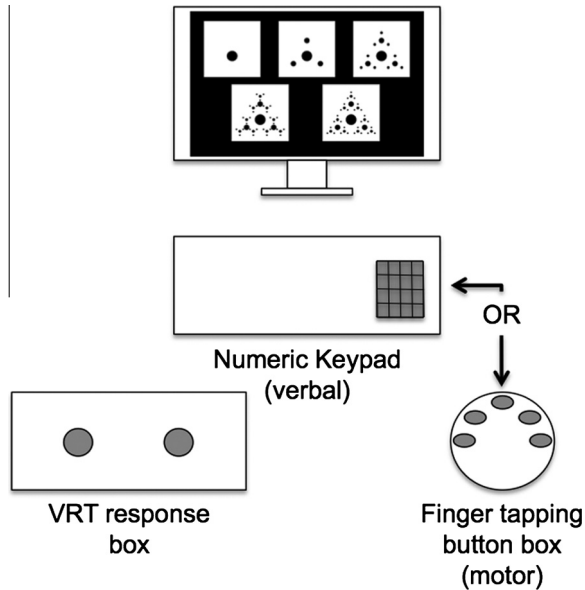 OR
Numeric Keypad
(verbal)
VRT response
box
Finger tapping
button box
(motor)